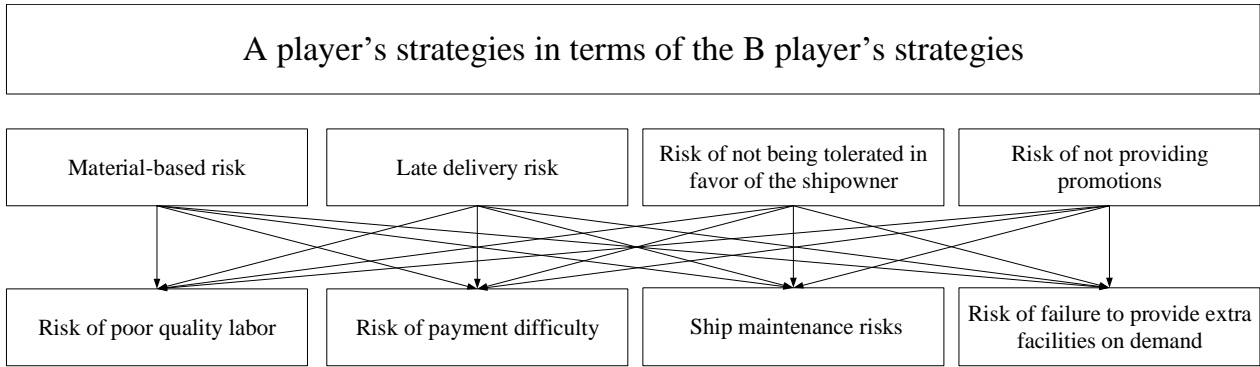 A player’s strategies in terms of the B player’s strategies
Material-based risk
Late delivery risk
Risk of not being tolerated in
favor of the shipowner
Risk of not providing
promotions
Risk of poor quality labor
Risk of payment difficulty
Ship maintenance risks
Risk of failure to provide extra
facilities on demand